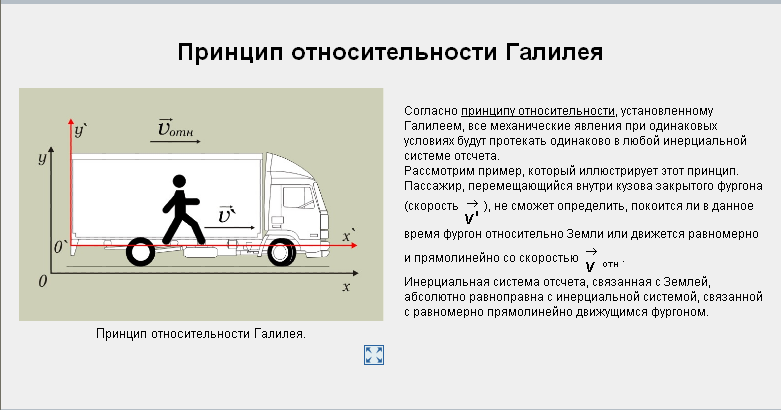 Принцип относительности Галилея
y`
v⃗отн
y
v⃗`
0`
x`
0
x
Принцип относительности Галилея.
Согласно принципу относительности, установленному
Галилеем, все механические явления при одинаковых
условиях будут протекать одинаково в любой инерциальной
системе отсчета.
Рассмотрим пример, который иллюстрирует этот принцип.
Пассажир, перемещающийся внутри кузова закрытого фургона
(скорость v⃗' ), не сможет определить, покоится ли в данное
время фургон относительно Земли или движется равномерно
и прямолинейно со скоростью v⃗ отн .
Инерциальная система отсчета, связанная с Землей,
абсолютно равноправна с инерциальной системой, связанной
с равномерно прямолинейно движущимся фургоном.